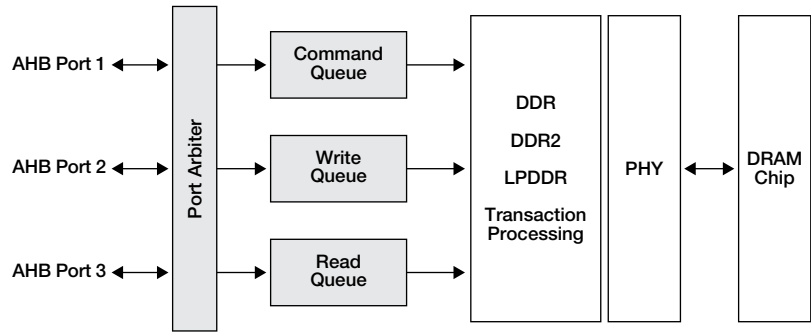 AHB Port 1
AHB Port 2
AHB Port 3
Port Arbiter
Command
Queue
Write
Queue
Read
Queue
DDR
DDR2
LPDDR
Transaction
Processing
PHY
DRAM
Chip